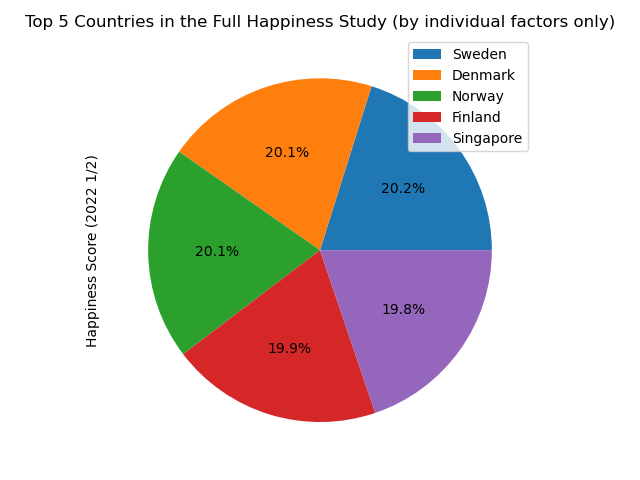 Top 5 Countries in the Full Happiness Study (by individual factors only)
Sweden
Denmark
Norway
Finland
Singapore
20.1%
20.2%
20.1%
19.9%
19.8%
Happiness Score (2022 1/2)